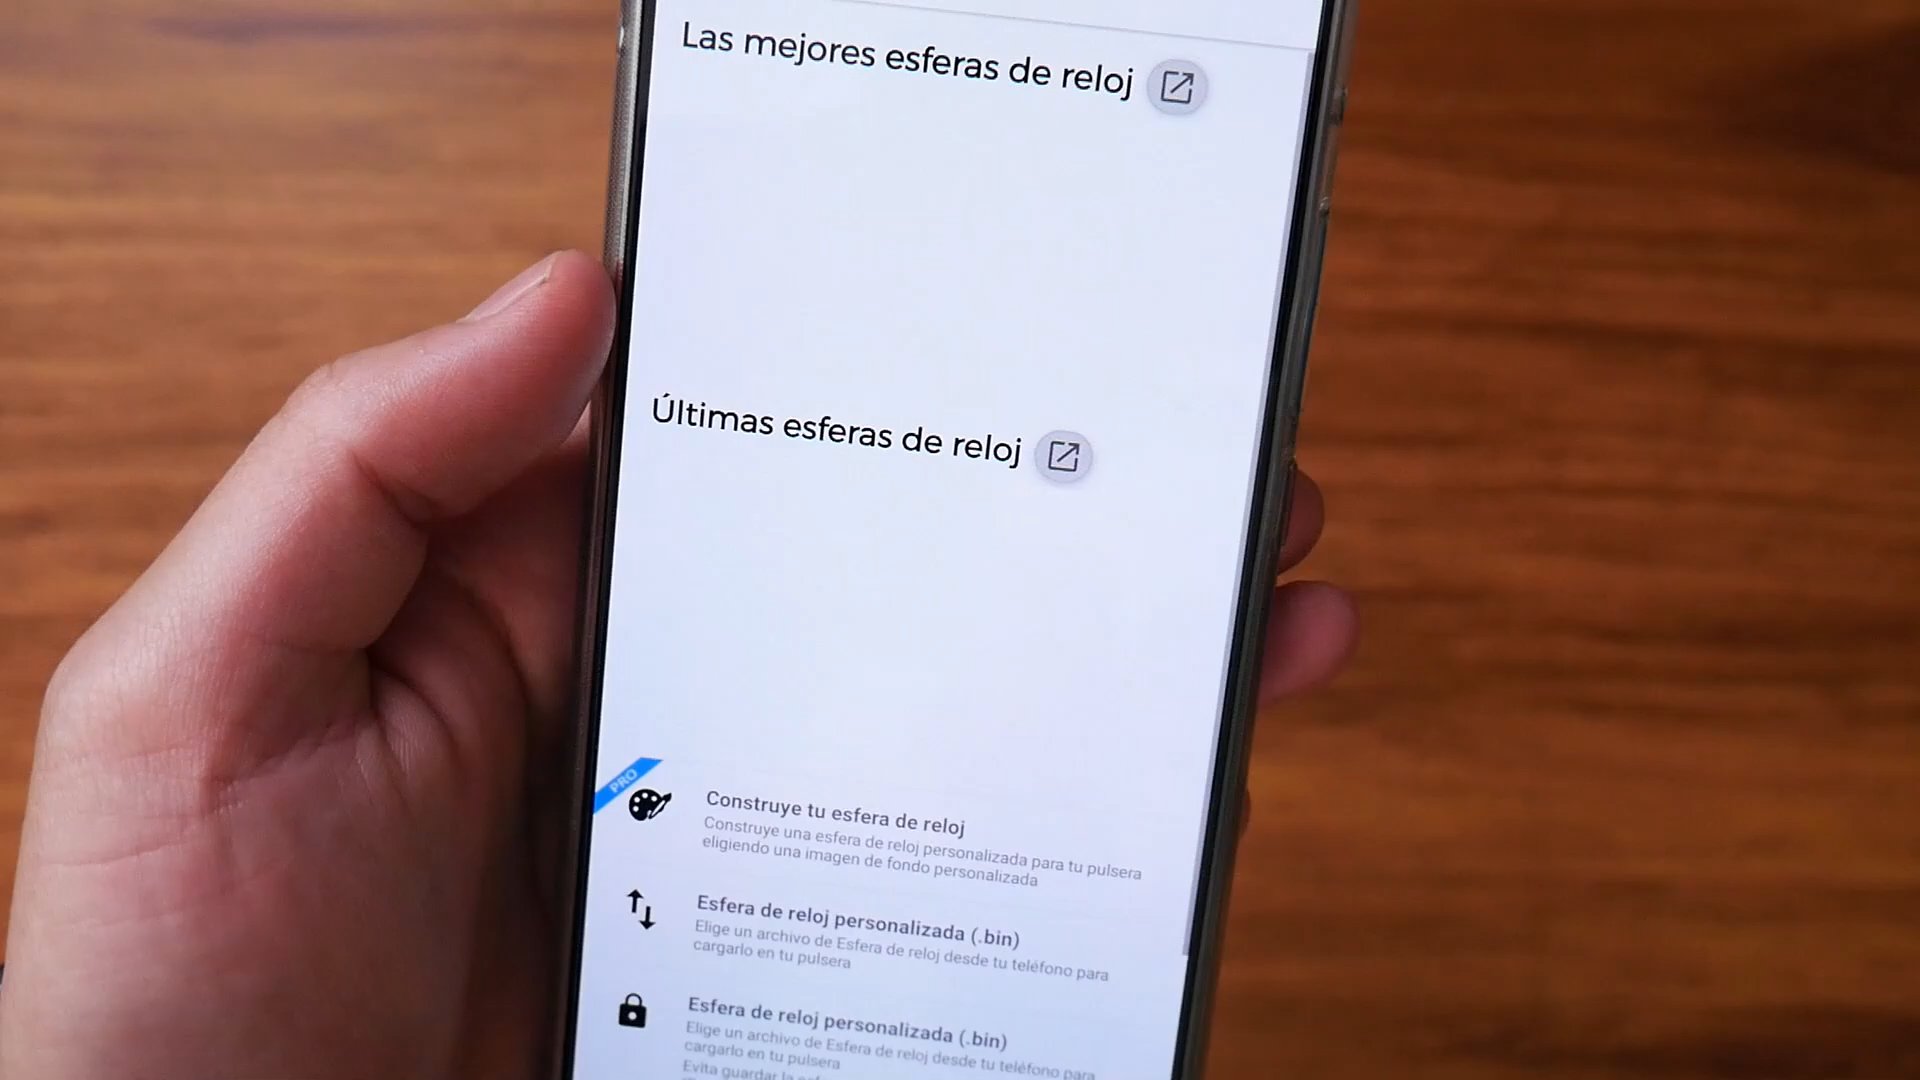 Las mejores esferas de reloj
Últimas esferas de reloj
PRO
Construye tu esfera de reloj
Construye una esfera de reloj personalizada para tu pulsera
eligiendo una imagen de fondo personalizada
Esfera de reloj personalizada (.bin)
Elige un archivo de Esfera de reloj desde tu teléfono para
cargarlo en tu pulsera
Esfera de reloj personalizada (.bin)
Elige un archivo de Esfera de reloj desde tu teléfono para
cargarlo en tu pulsera
Evita guardar la